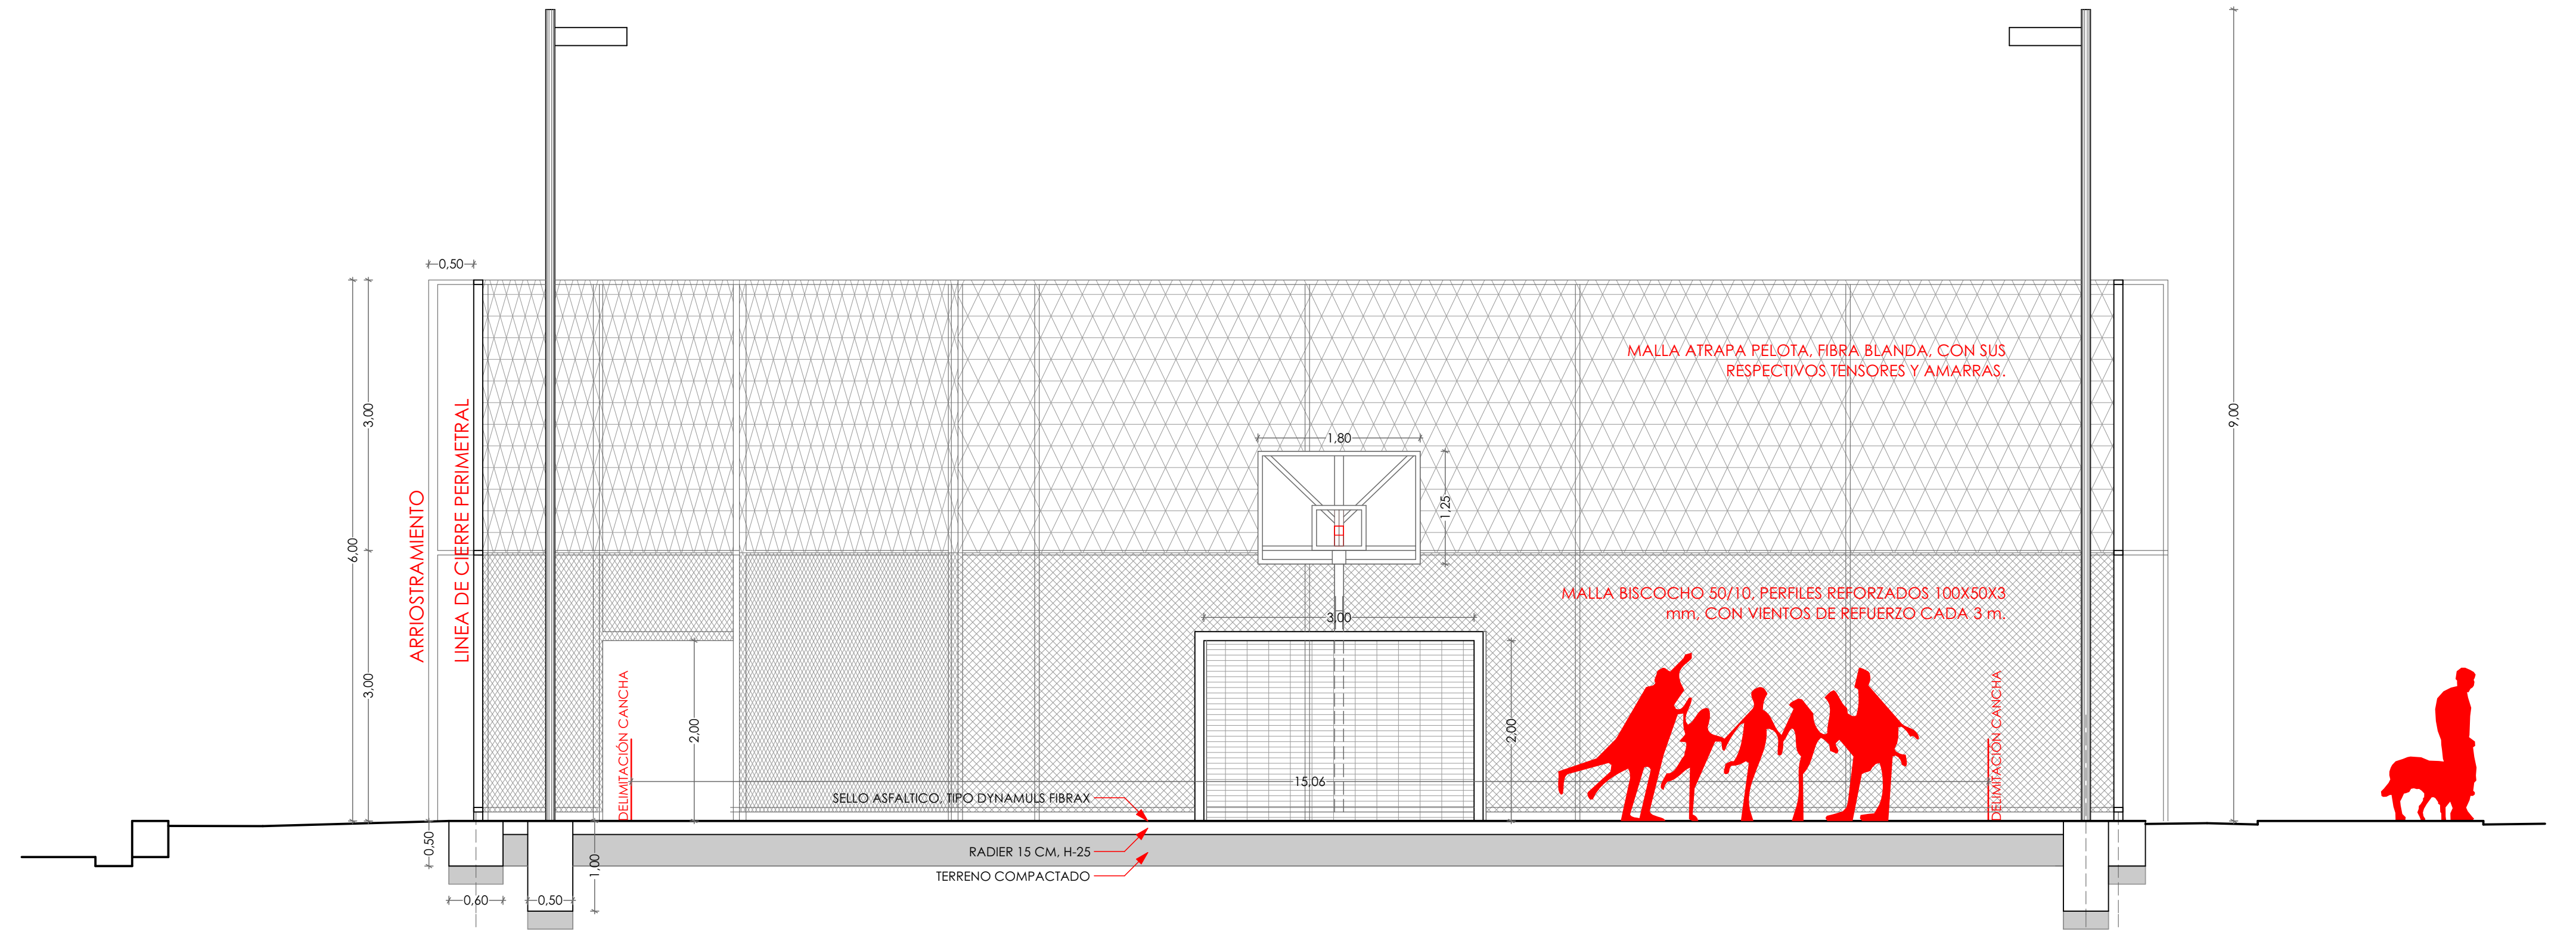 0,50
6,00
3,00
3,00
ARRIOSTRAMIENTO
LINEA DE CIERRE PERIMETRAL
MALLA ATRAPA PELOTA, FIBRA BLANDA, CON SUS
RESPECTIVOS TENSORES Y AMARRAS.
9,00
1,80
1,25
MALLA BISCOCHO 50/10, PERFILES REFORZADOS 100X50X3
mm, CON VIENTOS DE REFUERZO CADA 3 m.
3,00
DELIMITACIÓN CANCHA
2,00
2,00
DELIMITACIÓN CANCHA
15,06
SELLO ASFALTICO, TIPO DYNAMULS FIBRAX
RADIER 15 CM, H-25
TERRENO COMPACTADO
0,50
1,00
0,60
0,50